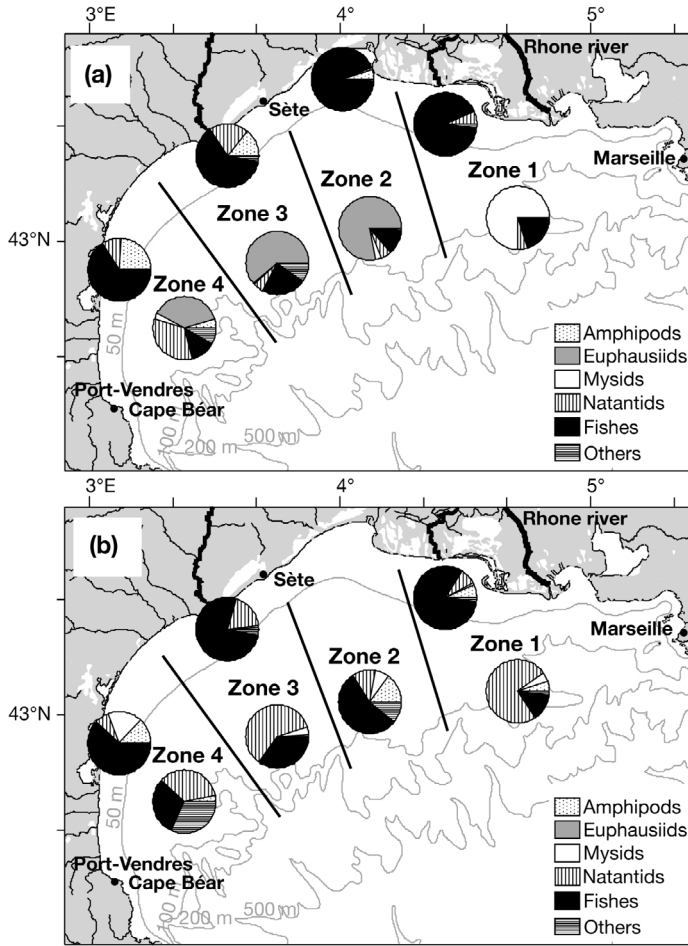 3°E 4° 5°
(a)
Rhone river
Sète
Marseille
Zone 1
Zone 2
Zone 3
43°N
Zone 4
50 m
Amphipods
Euphausiids
Mysids
Natantids
Fishes
Others
Port-Vendres
Cape Béar
100 m
200 m
500 m
3°E 4° 5°
(b)
Rhone river
Sète
Marseille
Zone 1
Zone 2
Zone 3
43°N
Zone 4
50 m
Amphipods
Euphausiids
Mysids
Natantids
Fishes
Others
Port-Vendres
Cape Béar
100 m
200 m
500 m